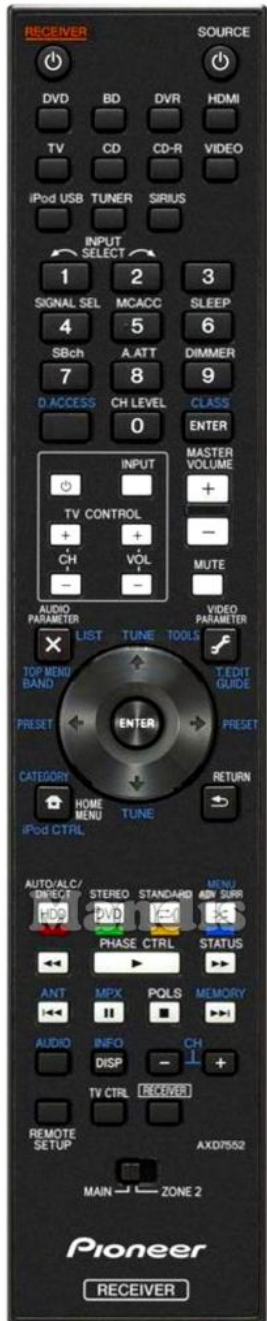 RECEIVER SOURCE
DVD BD DVR HDMI
TV CD CD-R VIDEO
iPod USB TUNER SIRIUS
INPUT
SELECT
1 2 3
SIGNAL SEL MCACC SLEEP
4 5 6
SBch A.ATT DIMMER
7 8 9
D.ACCESS CH LEVEL CLASS
0 ENTER
INPUT MASTER
VOLUME
TV CONTROL +
+ + −
CH VOL
− − MUTE
AUDIO
PARAMETER LIST TUNE TOOLS VIDEO
PARAMETER
TOP MENU
BAND T.EDIT
GUIDE
PRESET ENTER PRESET
CATEGORY RETURN
HOME
MENU
iPod CTRL TUNE
AUTO/ALC/
DIRECT STEREO STANDARD MENU
ADV SURR
HDD DVD
Manuls
PHASE CTRL STATUS
ANT MPX PQLS MEMORY
AUDIO INFO CH
DISP − +
TV CTRL RECEIVER
REMOTE
SETUP AXD7552
MAIN ZONE 2
Pioneer
RECEIVER